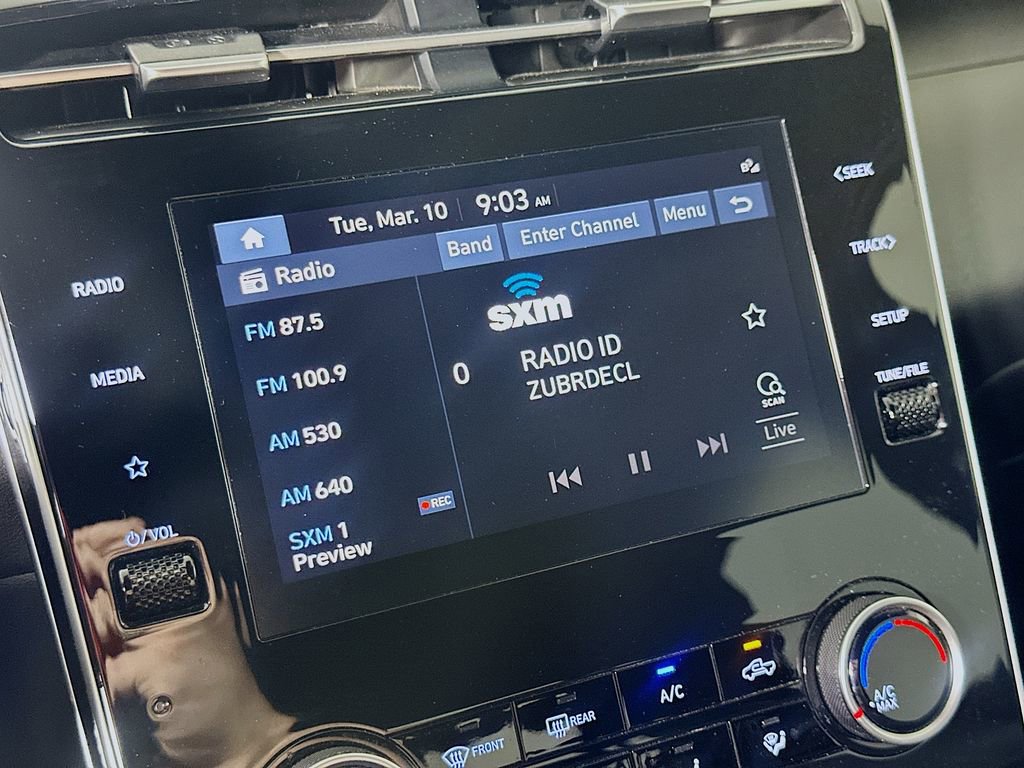 Tue, Mar. 10 9:03 AM
Radio
Band
Enter Channel
Menu
FM 87.5
FM 100.9
AM 530
AM 640
SXM 1
Preview
REC
sxm
0
RADIO ID
ZUBRDECL
SCAN
Live
RADIO
MEDIA
/VOL
<SEEK
TRACK>
SETUP
TUNE/FILE
FRONT
REAR
A/C
A/C
MAX